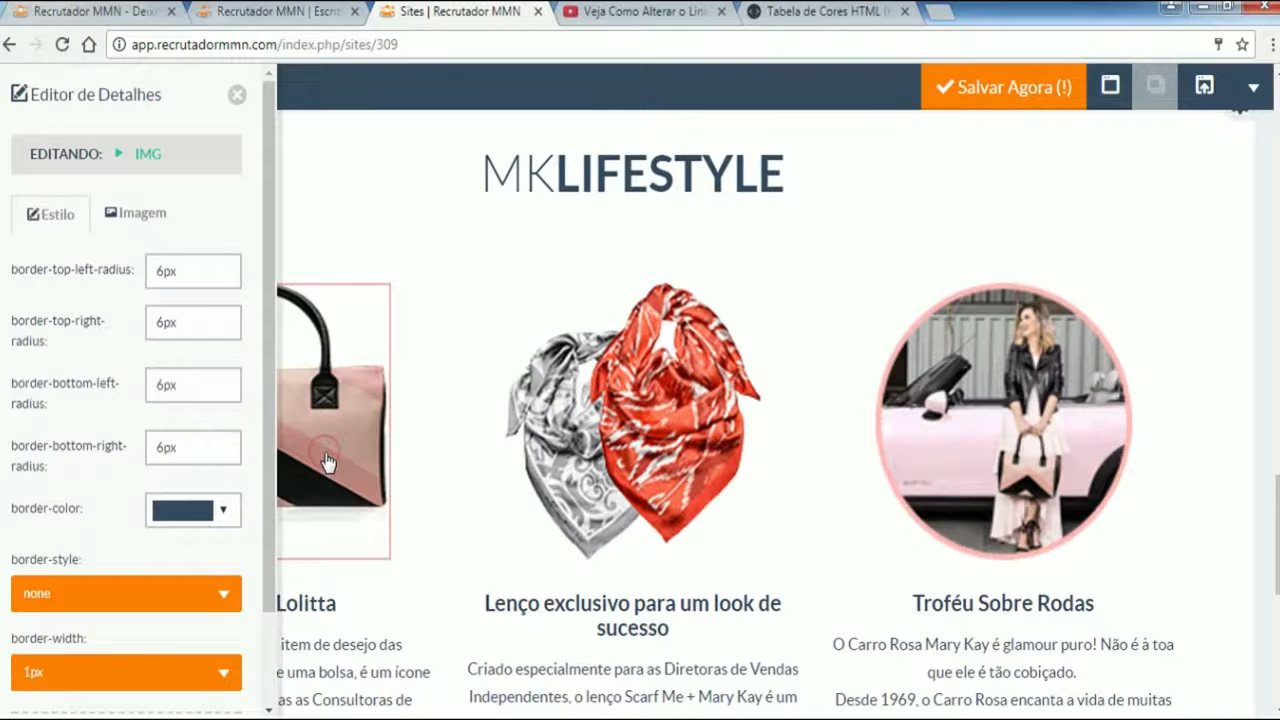 Recrutador MMN - Deix
Recrutador MMN | Escrit
Sites | Recrutador MMN
Veja Como Alterar o Lin
Tabela de Cores HTML (
app.recrutadormmn.com/index.php/sites/309
Editor de Detalhes
Salvar Agora (!)
EDITANDO: IMG
Estilo
Imagem
border-top-left-radius: 6px
border-top-right-
radius:
6px
border-bottom-left-
radius:
6px
border-bottom-right-
radius:
6px
border-color:
border-style:
none
border-width:
1px
MKLIFESTYLE
Lolitta
item de desejo das
e uma bolsa, é um ícone
as as Consultoras de
Lenço exclusivo para um look de
sucesso
Criado especialmente para as Diretoras de Vendas
Independentes, o lenço Scarf Me + Mary Kay é um
Troféu Sobre Rodas
O Carro Rosa Mary Kay é glamour puro! Não é à toa
que ele é tão cobiçado.
Desde 1969, o Carro Rosa encanta a vida de muitas